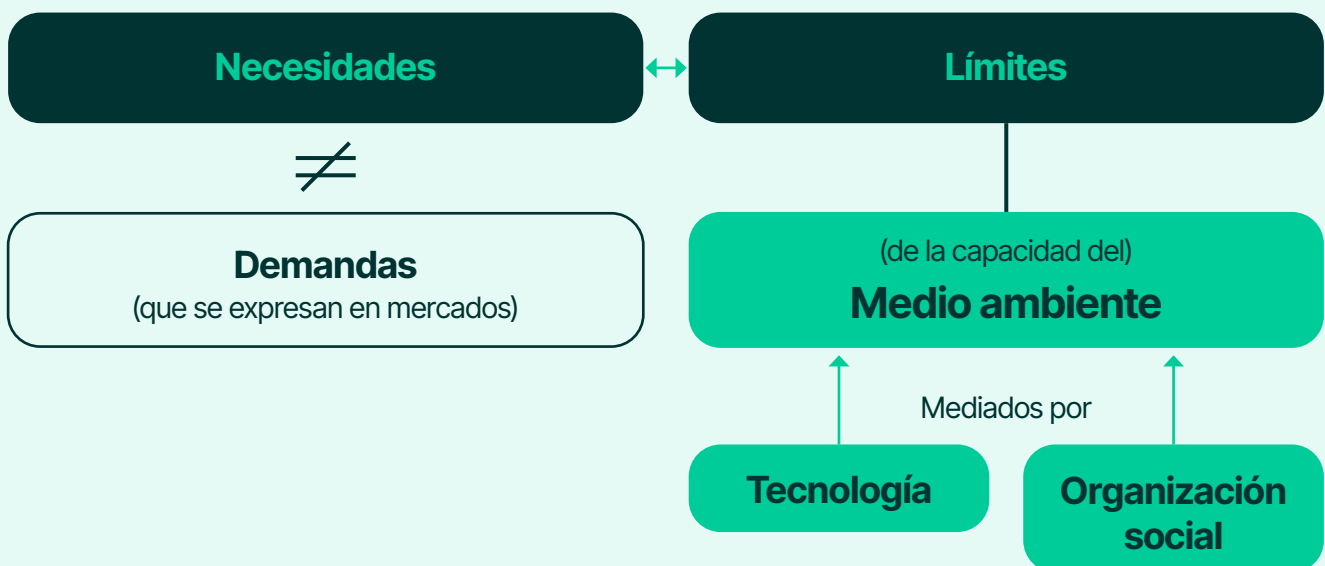 Necesidades
Límites
≠
Demandas
(que se expresan en mercados)
(de la capacidad del)
Medio ambiente
Mediados por
Tecnología
Organización
social